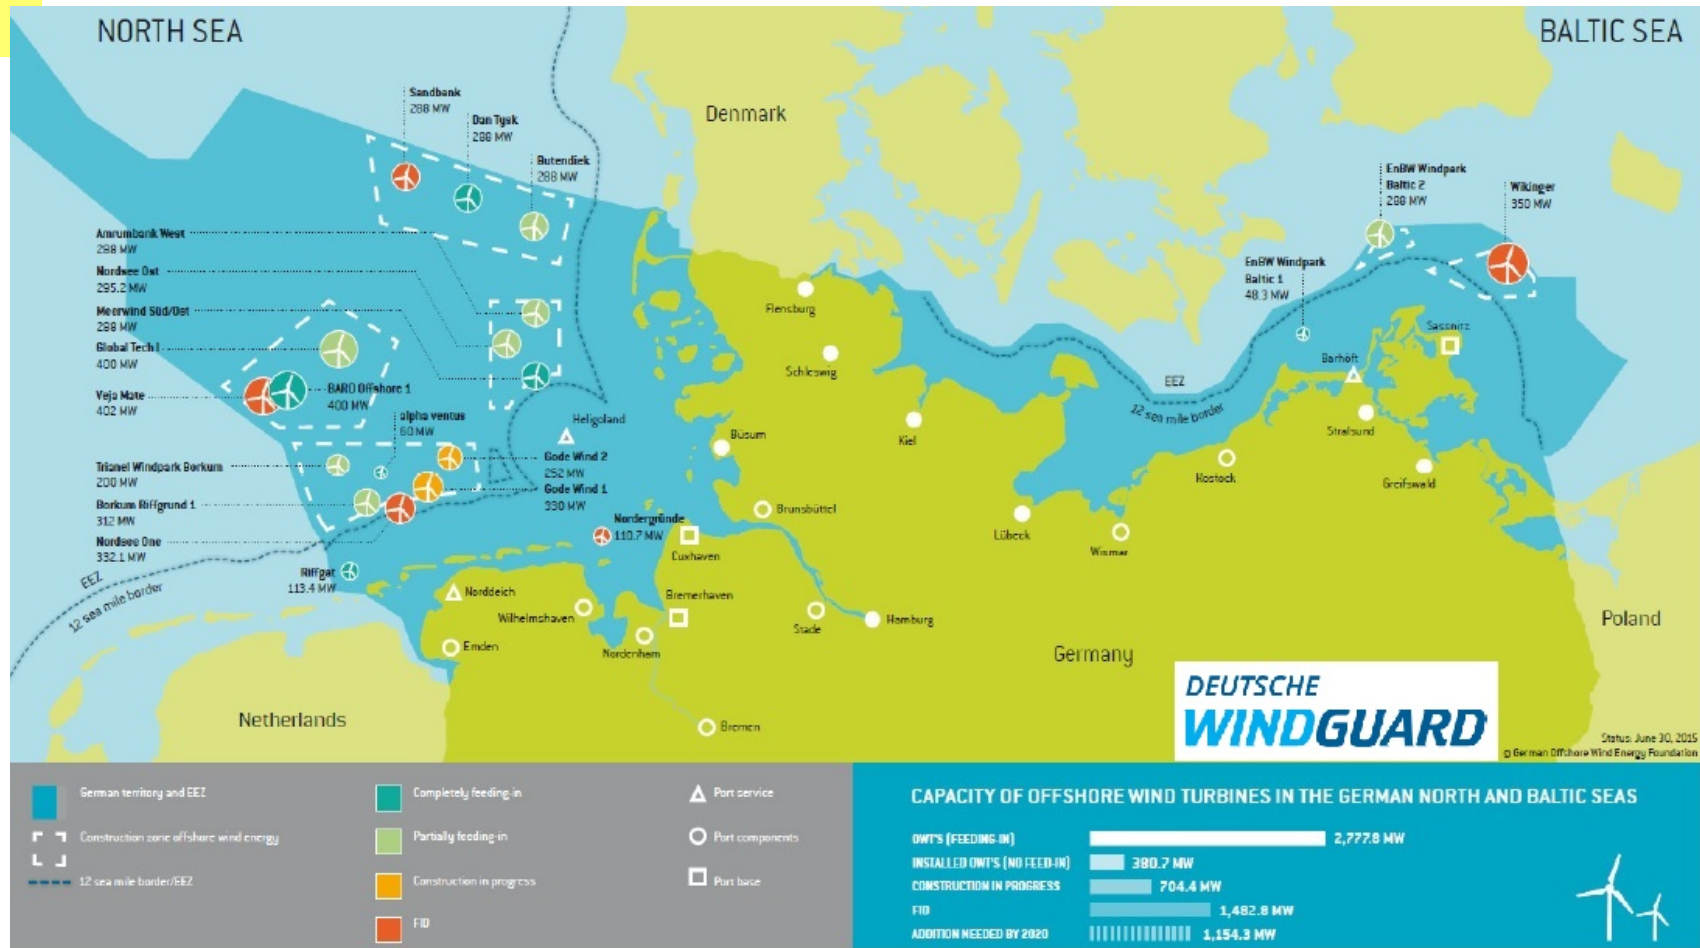 NORTH SEA
BALTIC SEA
Sandbank
288 MW
Dan Tysk
288 MW
Butendiek
288 MW
Denmark
EnBW Windpark
Baltic 2
288 MW
Wikinger
350 MW
Amrumbank West
288 MW
Nordsee Ost
295.2 MW
Meerwind Süd/Ost
288 MW
Global Tech I
400 MW
Veja Mate
402 MW
BARD Offshore 1
400 MW
alpha ventus
60 MW
Trianel Windpark Borkum
200 MW
Borkum Riffgrund 1
312 MW
Nordsee One
332.1 MW
Riffgat
113.4 MW
Gode Wind 2
252 MW
Gode Wind 1
330 MW
Nordergründe
110.7 MW
EnBW Windpark
Baltic 1
48.3 MW
EEZ
12 sea mile border
EEZ
12 sea mile border
Heligoland
Flensburg
Schleswig
Büsum
Kiel
Brunsbüttel
Cuxhaven
Norddeich
Wilhelmshaven
Bremerhaven
Emden
Nordenham
Stade
Hamburg
Bremen
Lübeck
Wismar
Rostock
Barhöft
Sassnitz
Stralsund
Greifswald
Netherlands
Germany
Poland
DEUTSCHE
WINDGUARD
Status: June 30, 2015
© German Offshore Wind Energy Foundation
German territory and EEZ
Construction zone offshore wind energy
12 sea mile border/EEZ
Completely feeding-in
Partially feeding-in
Construction in progress
FID
Port service
Port components
Port base
CAPACITY OF OFFSHORE WIND TURBINES IN THE GERMAN NORTH AND BALTIC SEAS
OWT'S (FEEDING-IN) 2,777.8 MW
INSTALLED OWT'S (NO FEED-IN) 380.7 MW
CONSTRUCTION IN PROGRESS 704.4 MW
FID 1,482.8 MW
ADDITION NEEDED BY 2020 1,154.3 MW